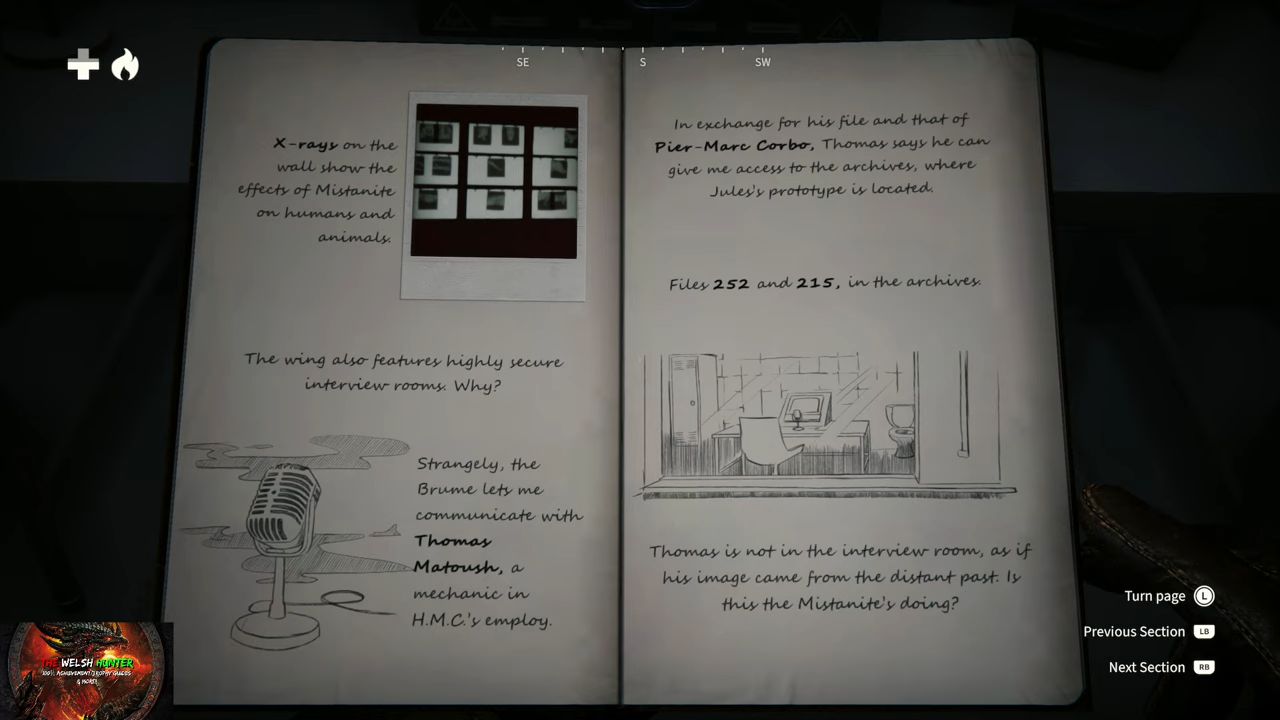 SE
S
SW
X-rays on the
wall show the
effects of Mistanite
on humans and
animals.
The wing also features highly secure
interview rooms. Why?
Strangely, the
Brume lets me
communicate with
Thomas
Matoush, a
mechanic in
H.M.C.'s employ.
In exchange for his file and that of
Pier-Marc Corbo, Thomas says he can
give me access to the archives, where
Jules's prototype is located.
Files 252 and 215, in the archives.
Thomas is not in the interview room, as if
his image came from the distant past. Is
this the Mistanite's doing?
Turn page L
Previous Section LB
Next Section RB
THE WELSH HUNTER
100% ACHIEVEMENT/TROPHY GUIDES
& MORE!